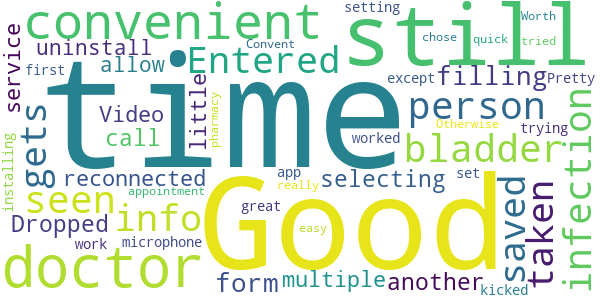 setting
Worth
convenient
still
Convent
chose
quick
tried
service
uninstall
Entered
first
allow
except
filling
Pretty
time
little
pharmacy
person
gets
Video
Otherwise
trying
call
worked
bladder
infection
installing
reconnected
app
selecting
set
seen
info
appointment
really
Good
saved
taken
great
Dropped
easy
work
microphone
doctor
form
multiple
another
kicked